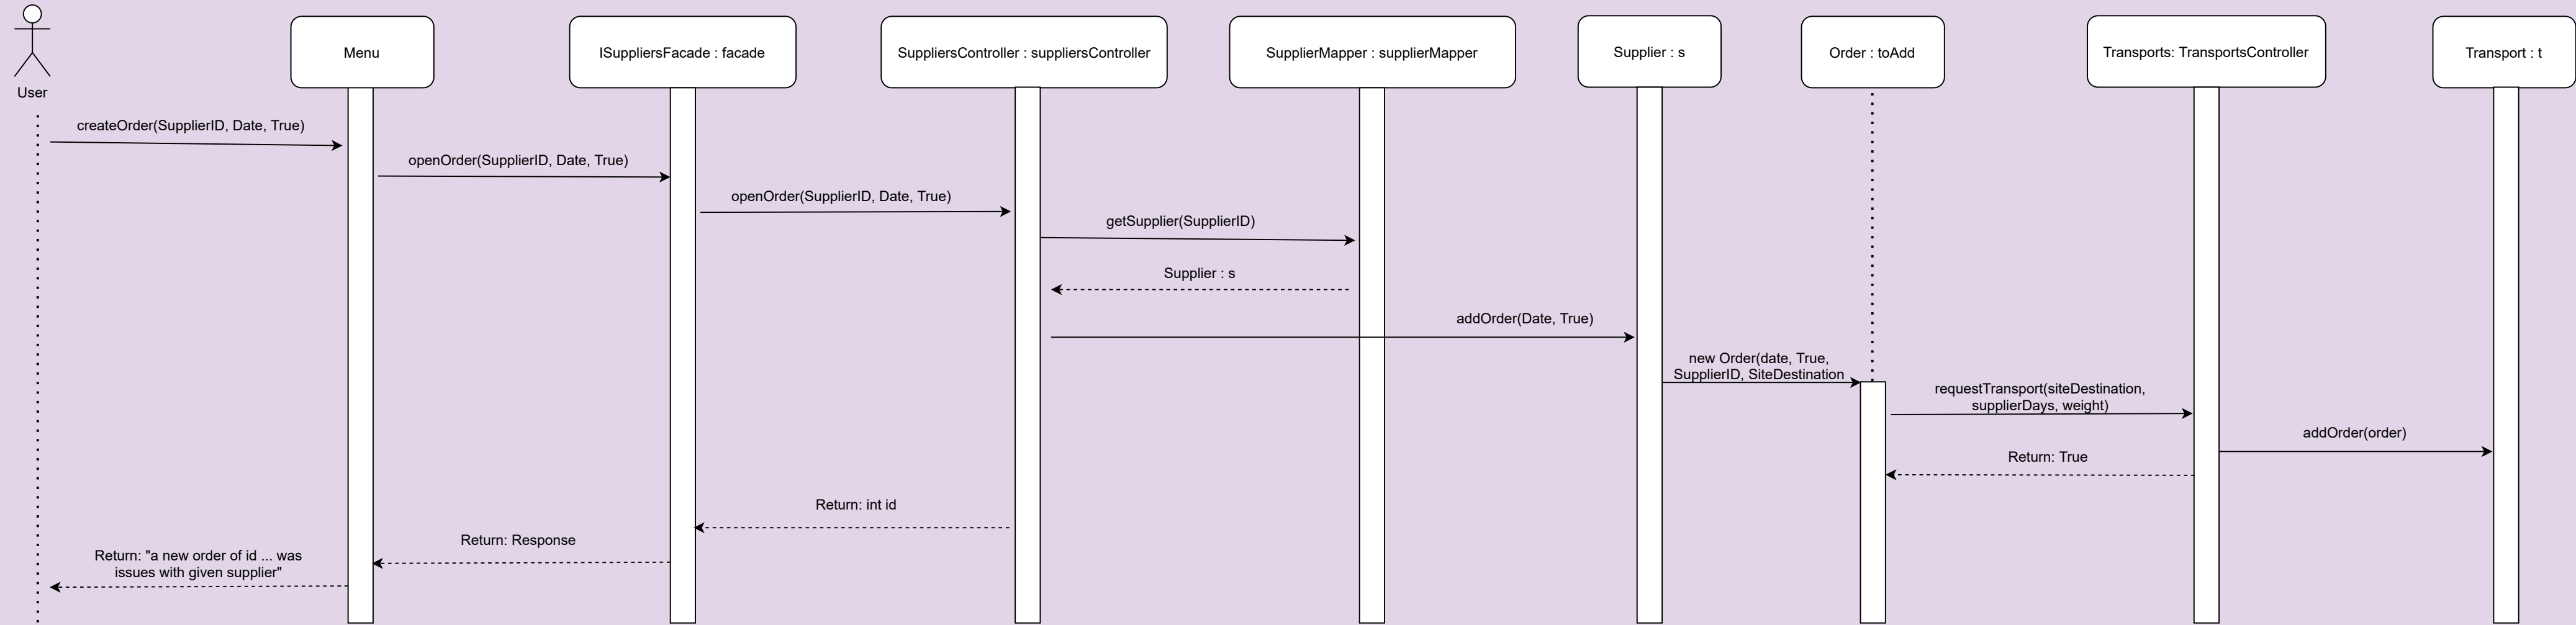 User
Menu
ISuppliersFacade : facade
SuppliersController : suppliersController
SupplierMapper : supplierMapper
Supplier : s
Order : toAdd
Transports: TransportsController
Transport : t
createOrder(SupplierID, Date, True)
openOrder(SupplierID, Date, True)
openOrder(SupplierID, Date, True)
getSupplier(SupplierID)
Supplier : s
addOrder(Date, True)
new Order(date, True,
SupplierID, SiteDestination
requestTransport(siteDestination,
supplierDays, weight)
addOrder(order)
Return: True
Return: int id
Return: Response
Return: "a new order of id ... was
issues with given supplier"